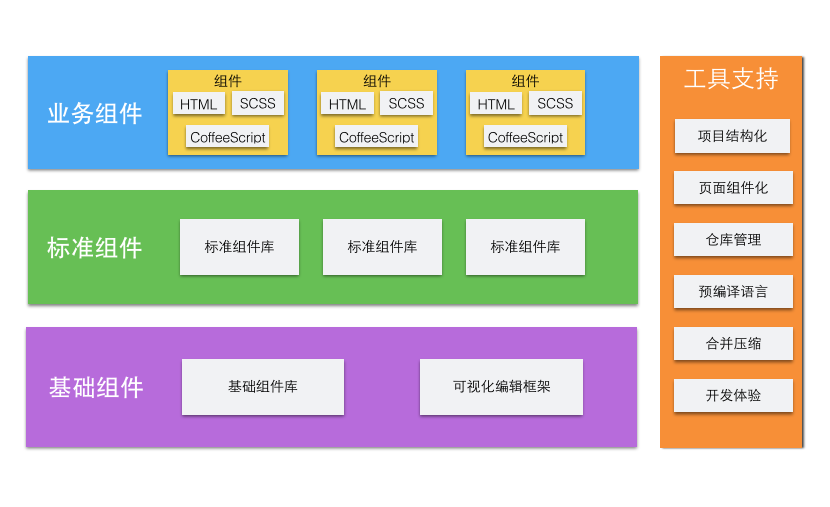 业务组件
组件
HTML
SCSS
CoffeeScript
组件
HTML
SCSS
CoffeeScript
组件
HTML
SCSS
CoffeeScript
标准组件
标准组件库
标准组件库
标准组件库
基础组件
基础组件库
可视化编辑框架
工具支持
项目结构化
页面组件化
仓库管理
预编译语言
合并压缩
开发体验